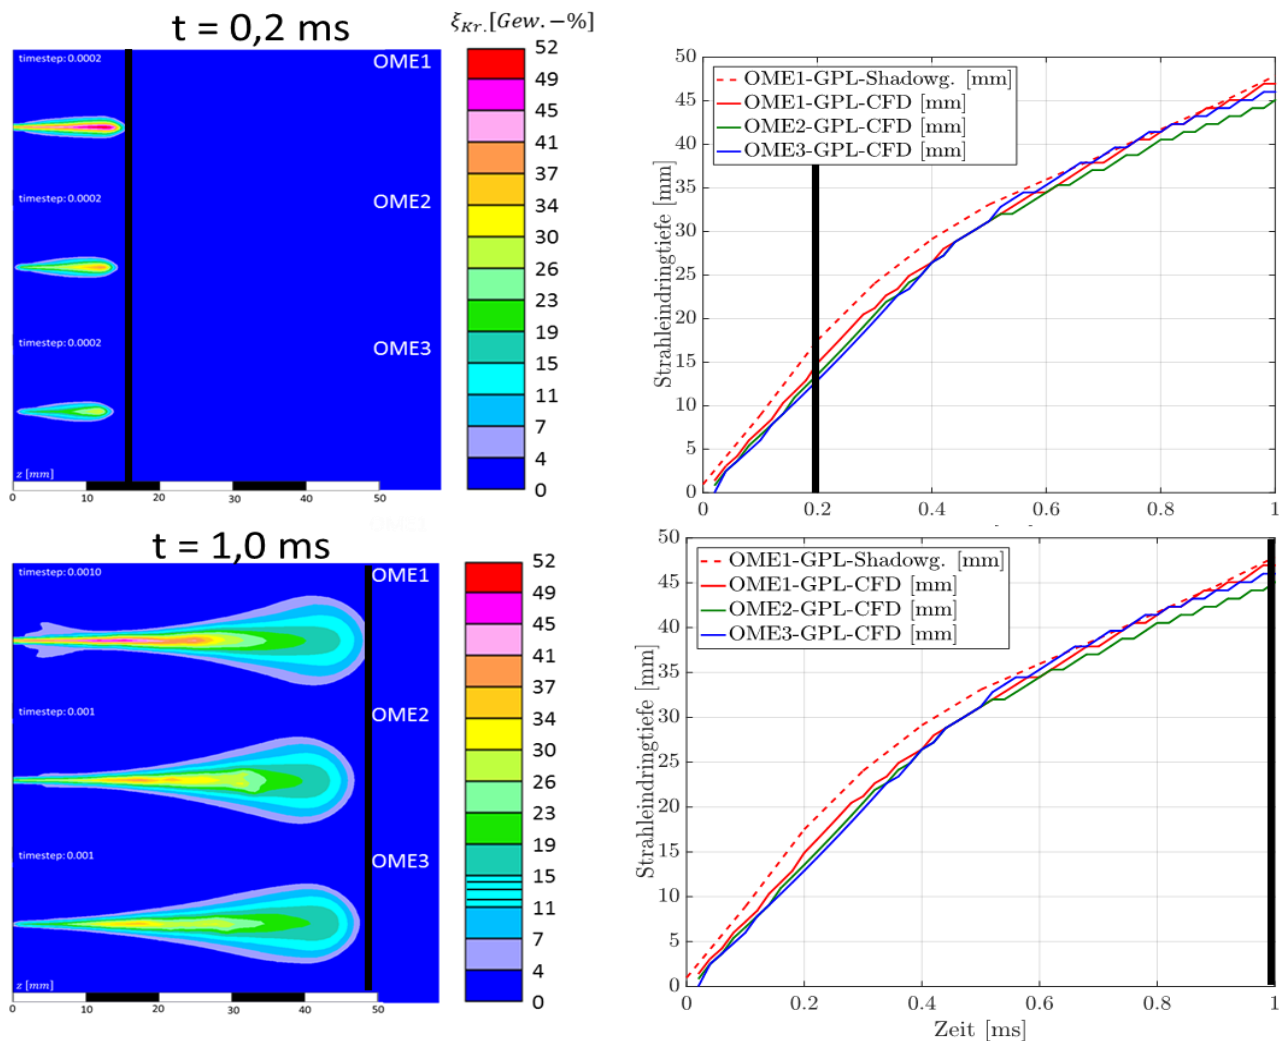 t = 0,2 ms
ξKr.[Gew.−%]
timestep:0.0002
OME1
timestep:0.0002
OME2
timestep:0.0002
OME3
z [mm]
0
10
20
30
40
50
52
49
45
41
37
34
30
26
23
19
15
11
7
4
0
50
45
40
35
30
25
20
15
10
5
0
Strahleindringtiefe [mm]
OME1-GPL-Shadowg. [mm]
OME1-GPL-CFD [mm]
OME2-GPL-CFD [mm]
OME3-GPL-CFD [mm]
0
0.2
0.4
0.6
0.8
1
t = 1,0 ms
timestep:0.0010
OME1
timestep:0.001
OME2
timestep:0.001
OME3
z [mm]
0
10
20
30
40
50
52
49
45
41
37
34
30
26
23
19
15
11
7
4
0
50
45
40
35
30
25
20
15
10
5
0
Strahleindringtiefe [mm]
OME1-GPL-Shadowg. [mm]
OME1-GPL-CFD [mm]
OME2-GPL-CFD [mm]
OME3-GPL-CFD [mm]
0
0.2
0.4
0.6
0.8
1
Zeit [ms]